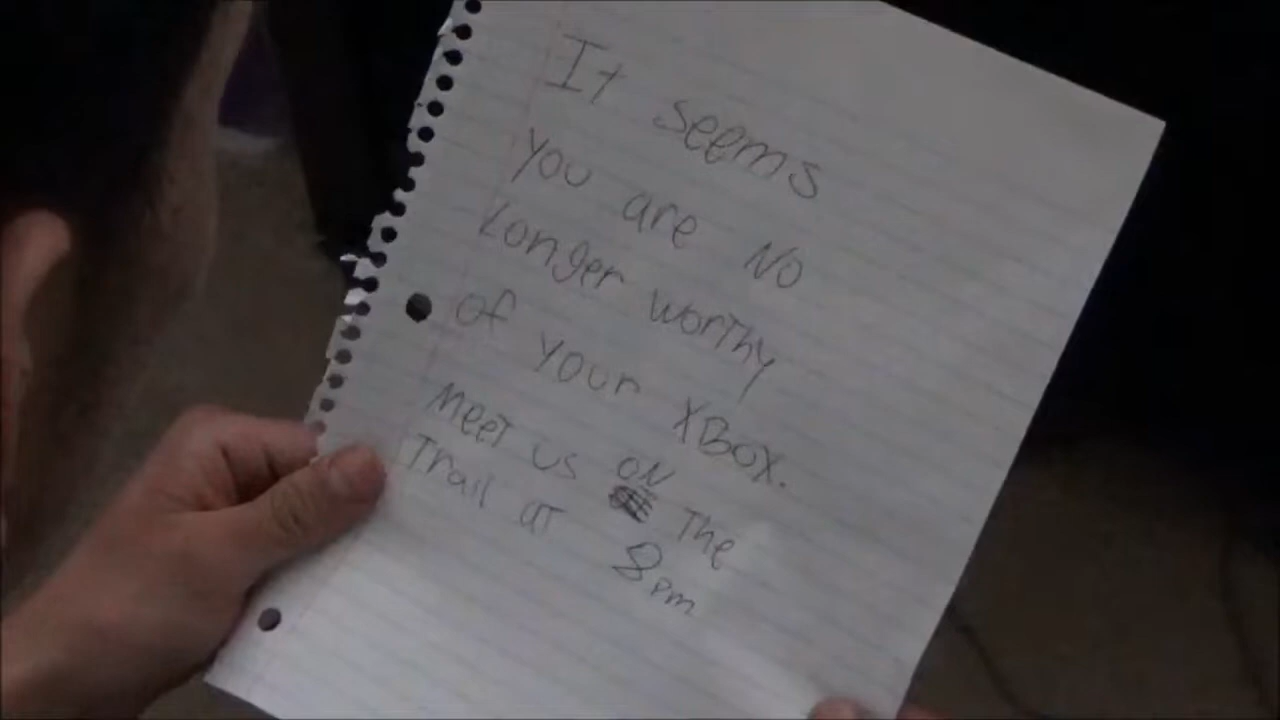 It seems
You are No
Longer worthy
of your XBOX.
Meet us ON The
Trail at 8pm